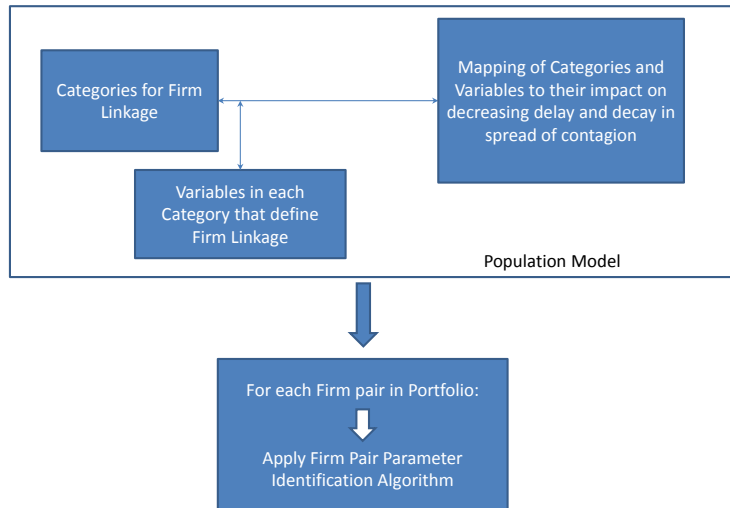 Categories for Firm
Linkage
Mapping of Categories and
Variables to their impact on
decreasing delay and decay in
spread of contagion
Variables in each
Category that define
Firm Linkage
Population Model
For each Firm pair in Portfolio:
Apply Firm Pair Parameter
Identification Algorithm